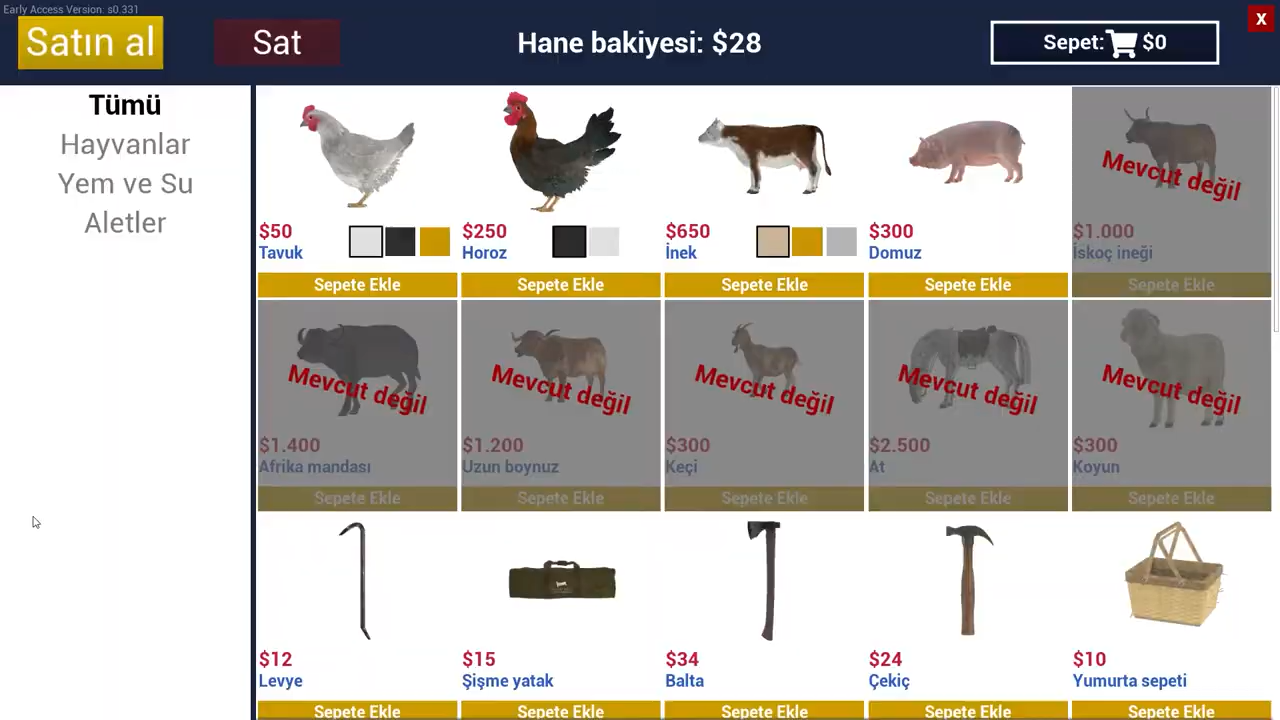 Early Access Version: s0.331
Satın al
Sat
Hane bakiyesi: $28
Sepet: $0
X
Tümü
Hayvanlar
Yem ve Su
Aletler
$50
Tavuk
Sepete Ekle
$250
Horoz
Sepete Ekle
$650
İnek
Sepete Ekle
$300
Domuz
Sepete Ekle
Mevcut değil
$1.000
İskoç ineği
Sepete Ekle
Mevcut değil
$1.400
Afrika mandası
Sepete Ekle
Mevcut değil
$1.200
Uzun boynuz
Sepete Ekle
Mevcut değil
$300
Keçi
Sepete Ekle
Mevcut değil
$2.500
At
Sepete Ekle
Mevcut değil
$300
Koyun
Sepete Ekle
$12
Levye
Sepete Ekle
$15
Şişme yatak
Sepete Ekle
$34
Balta
Sepete Ekle
$24
Çekiç
Sepete Ekle
$10
Yumurta sepeti
Sepete Ekle